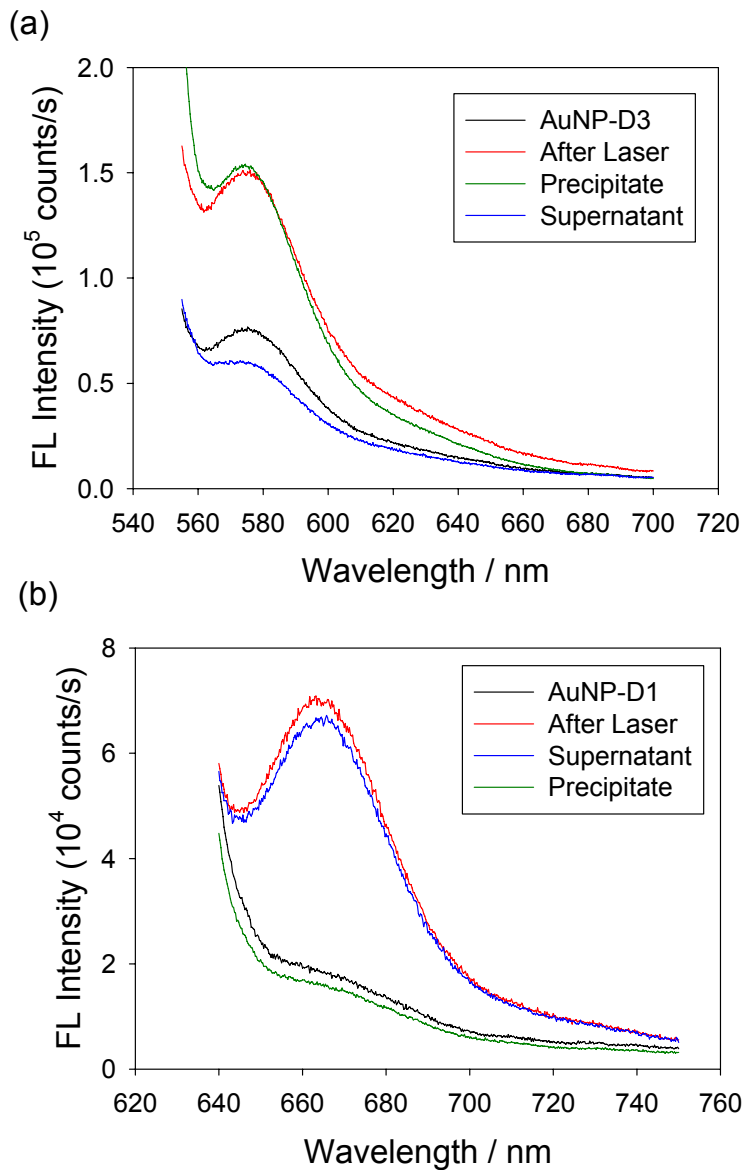 (a)
2.0
1.5
1.0
0.5
0.0
FL Intensity (10⁵ counts/s)
AuNP-D3
After Laser
Precipitate
Supernatant
540 560 580 600 620 640 660 680 700 720
Wavelength / nm
(b)
8
6
4
2
0
FL Intensity (10⁴ counts/s)
AuNP-D1
After Laser
Supernatant
Precipitate
620 640 660 680 700 720 740 760
Wavelength / nm